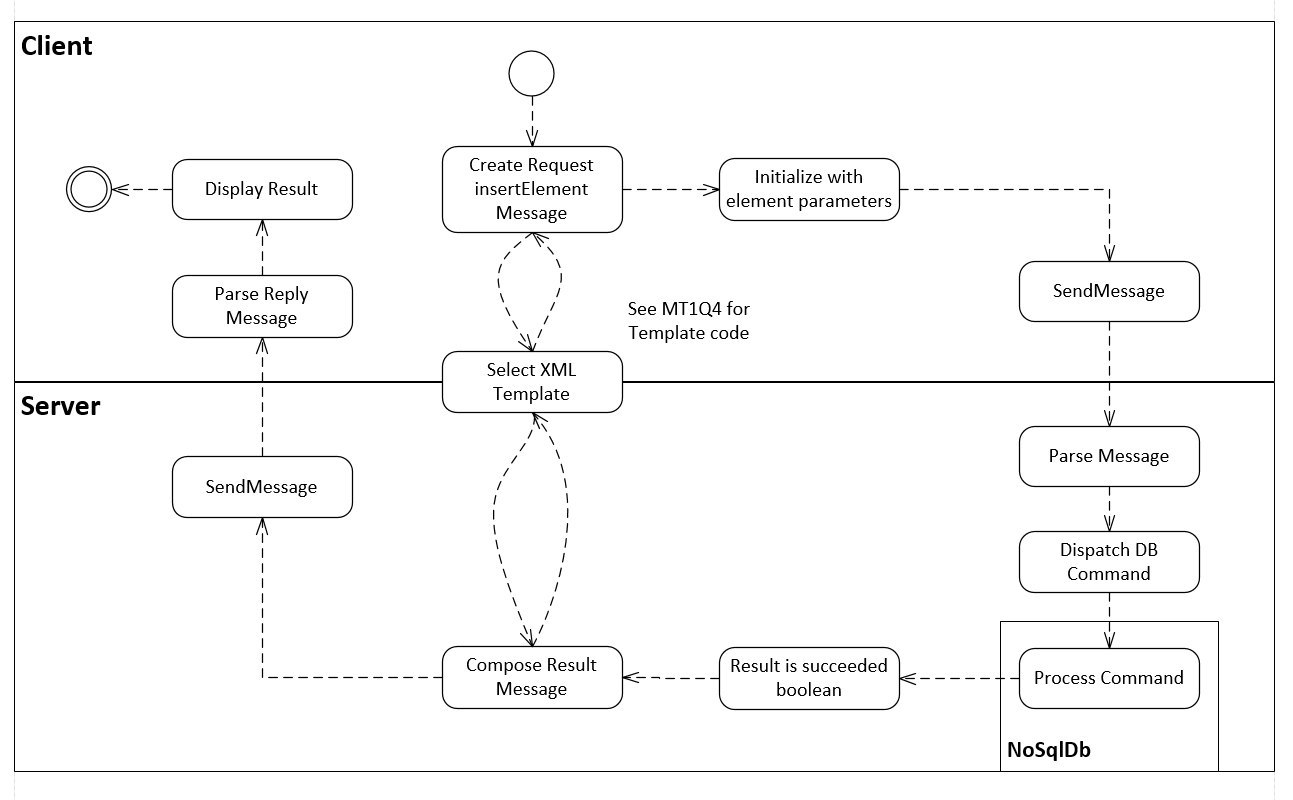 Client
Create Request
insertElement
Message
Initialize with
element parameters
Display Result
SendMessage
Parse Reply
Message
See MT1Q4 for
Template code
Select XML
Template
Server
SendMessage
Parse Message
Dispatch DB
Command
Compose Result
Message
Result is succeeded
boolean
Process Command
NoSqlDb